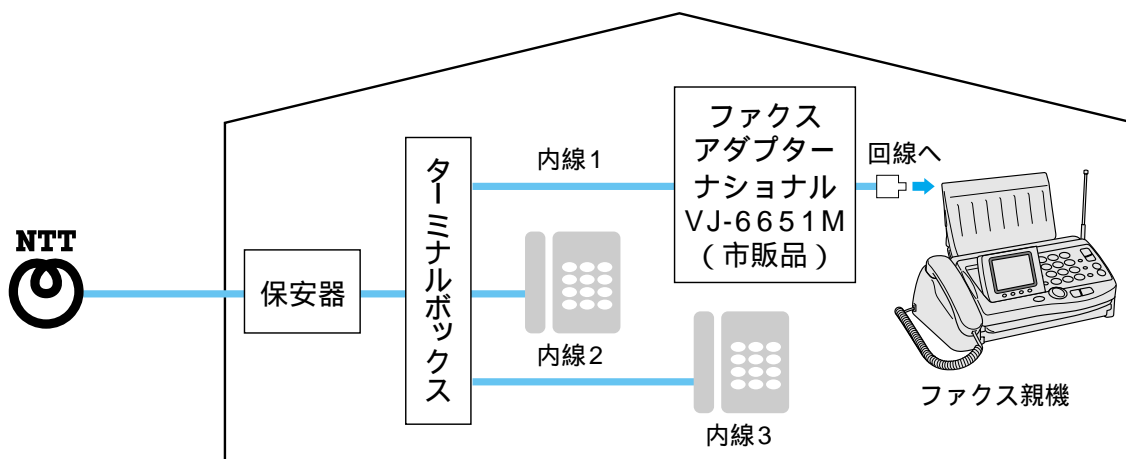 NTT
保安器
ターミナルボックス
内線1
内線2
内線3
ファクス
アダプター
ナショナル
VJ-6651M
(市販品)
回線へ
ファクス親機